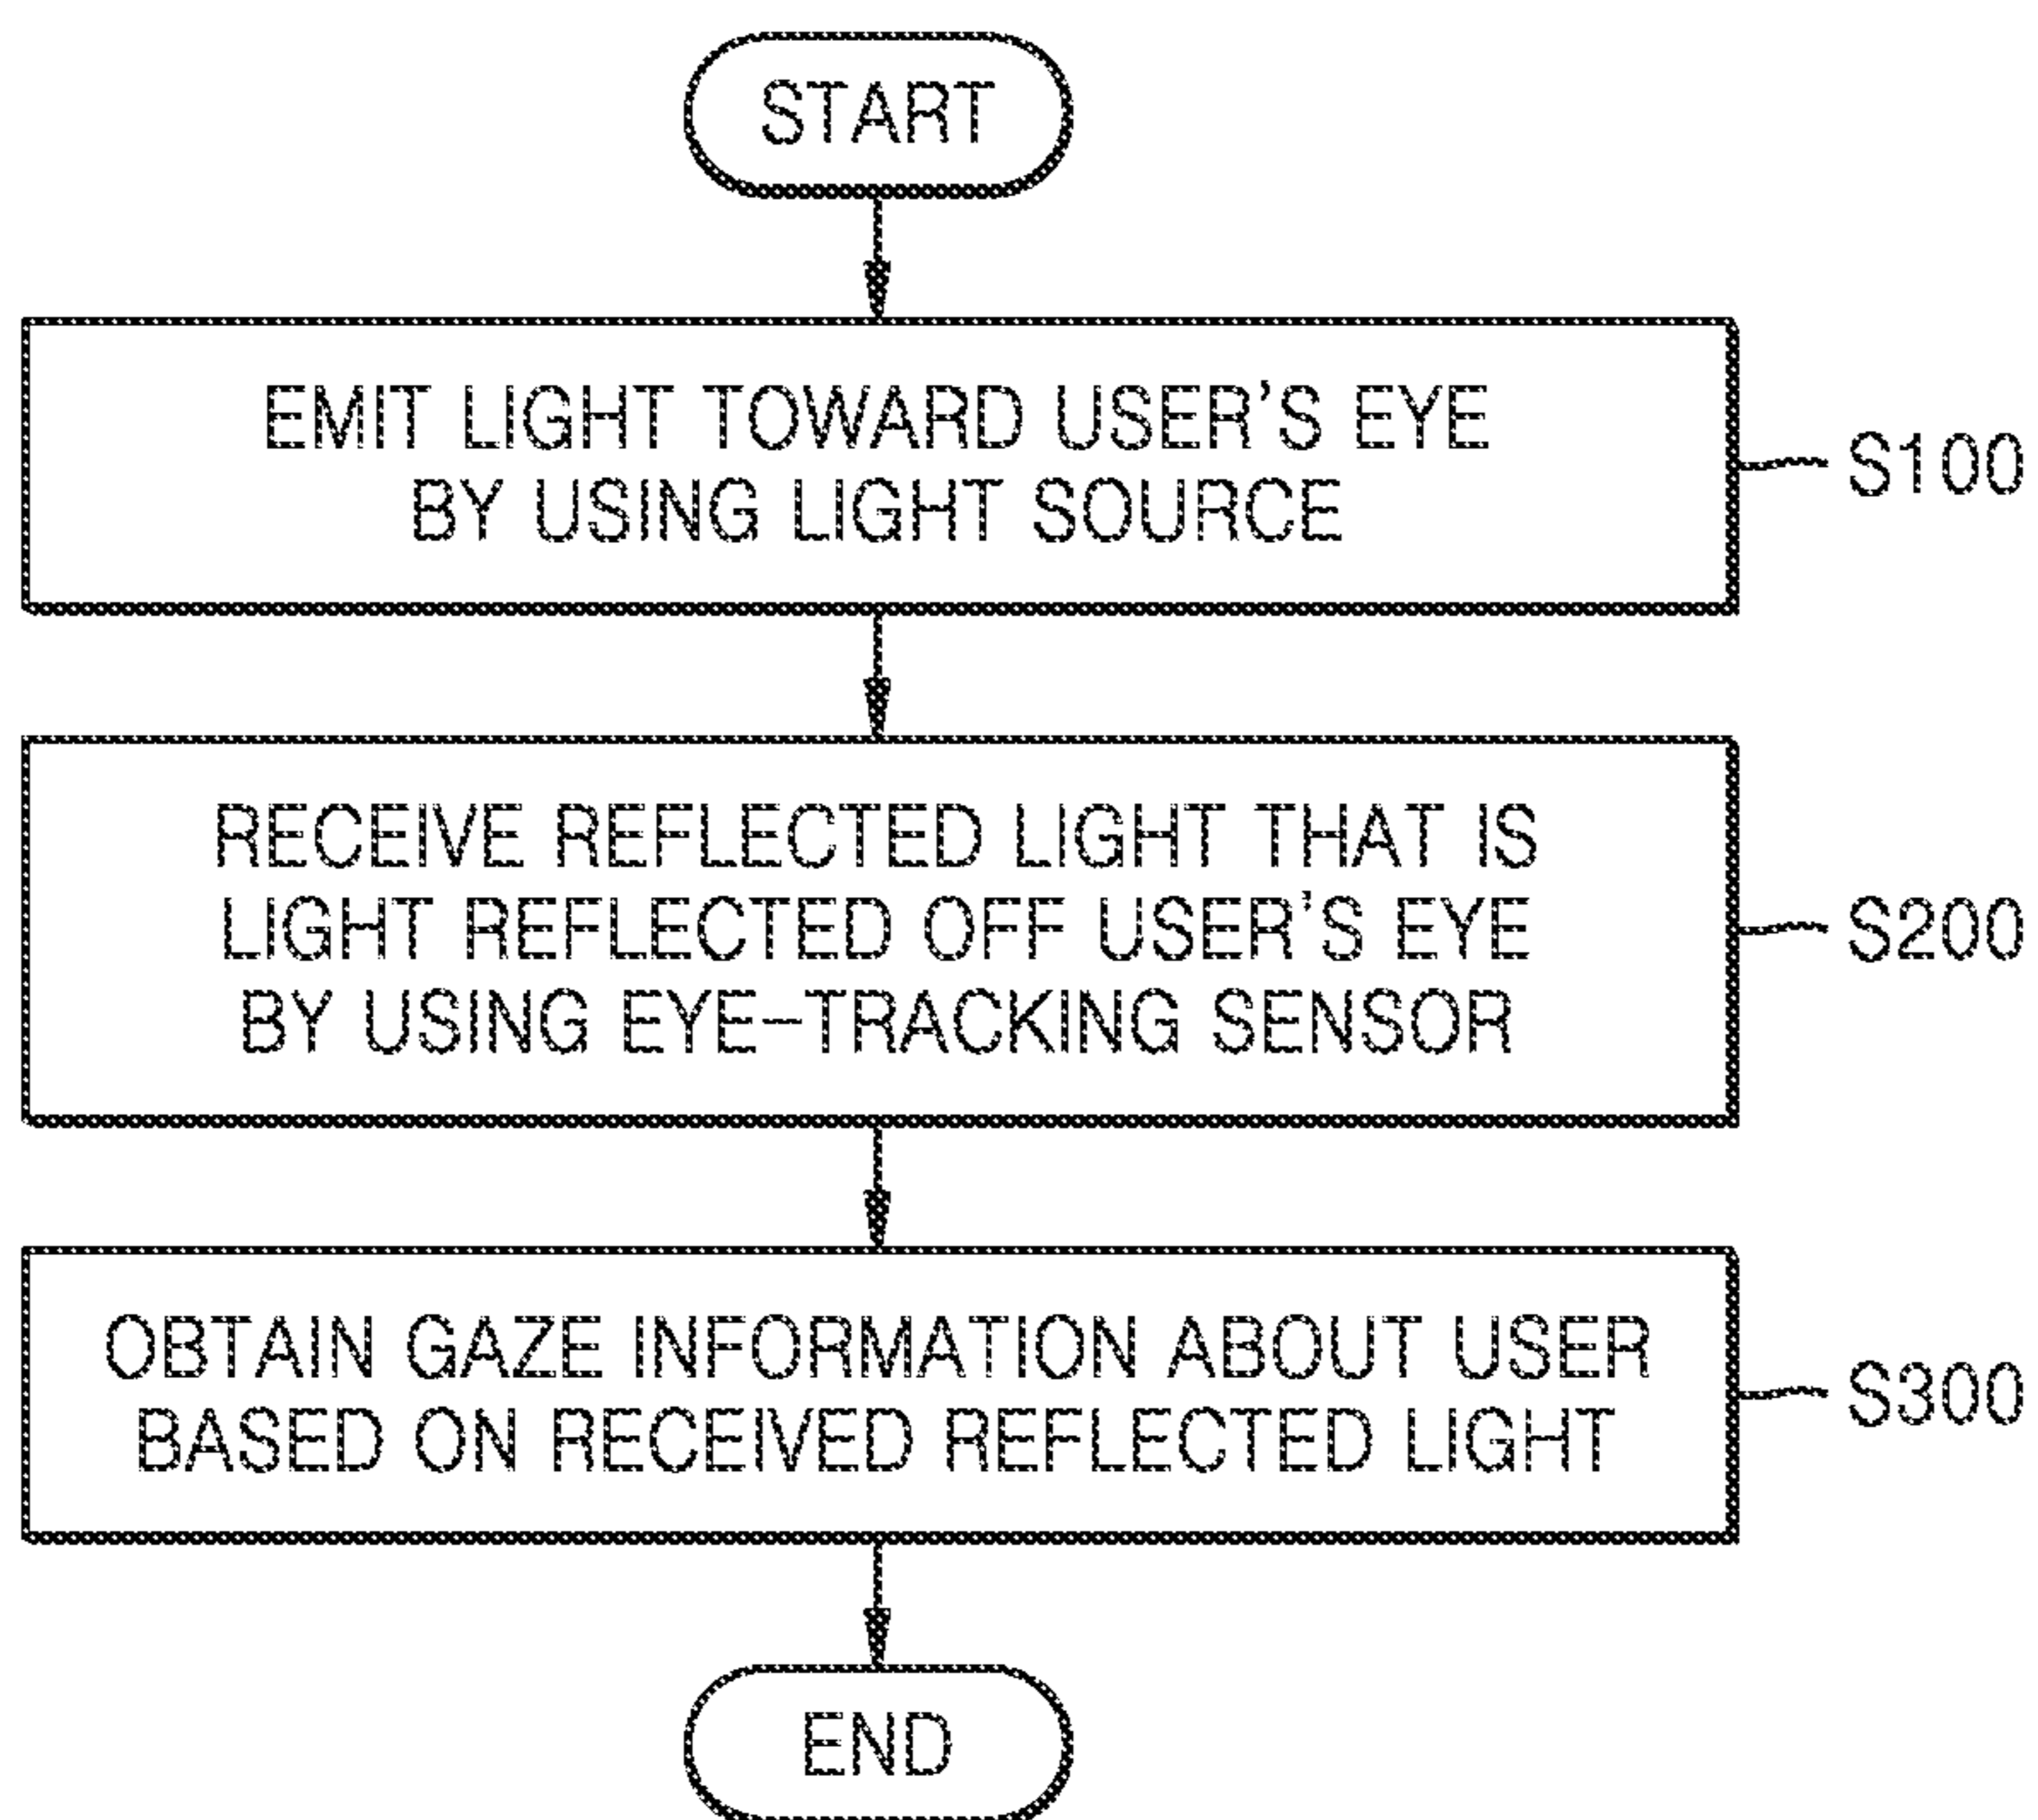 START
EMIT LIGHT TOWARD USER'S EYE
BY USING LIGHT SOURCE
S100
RECEIVE REFLECTED LIGHT THAT IS
LIGHT REFLECTED OFF USER'S EYE
BY USING EYE-TRACKING SENSOR
S200
OBTAIN GAZE INFORMATION ABOUT USER
BASED ON RECEIVED REFLECTED LIGHT
S300
END